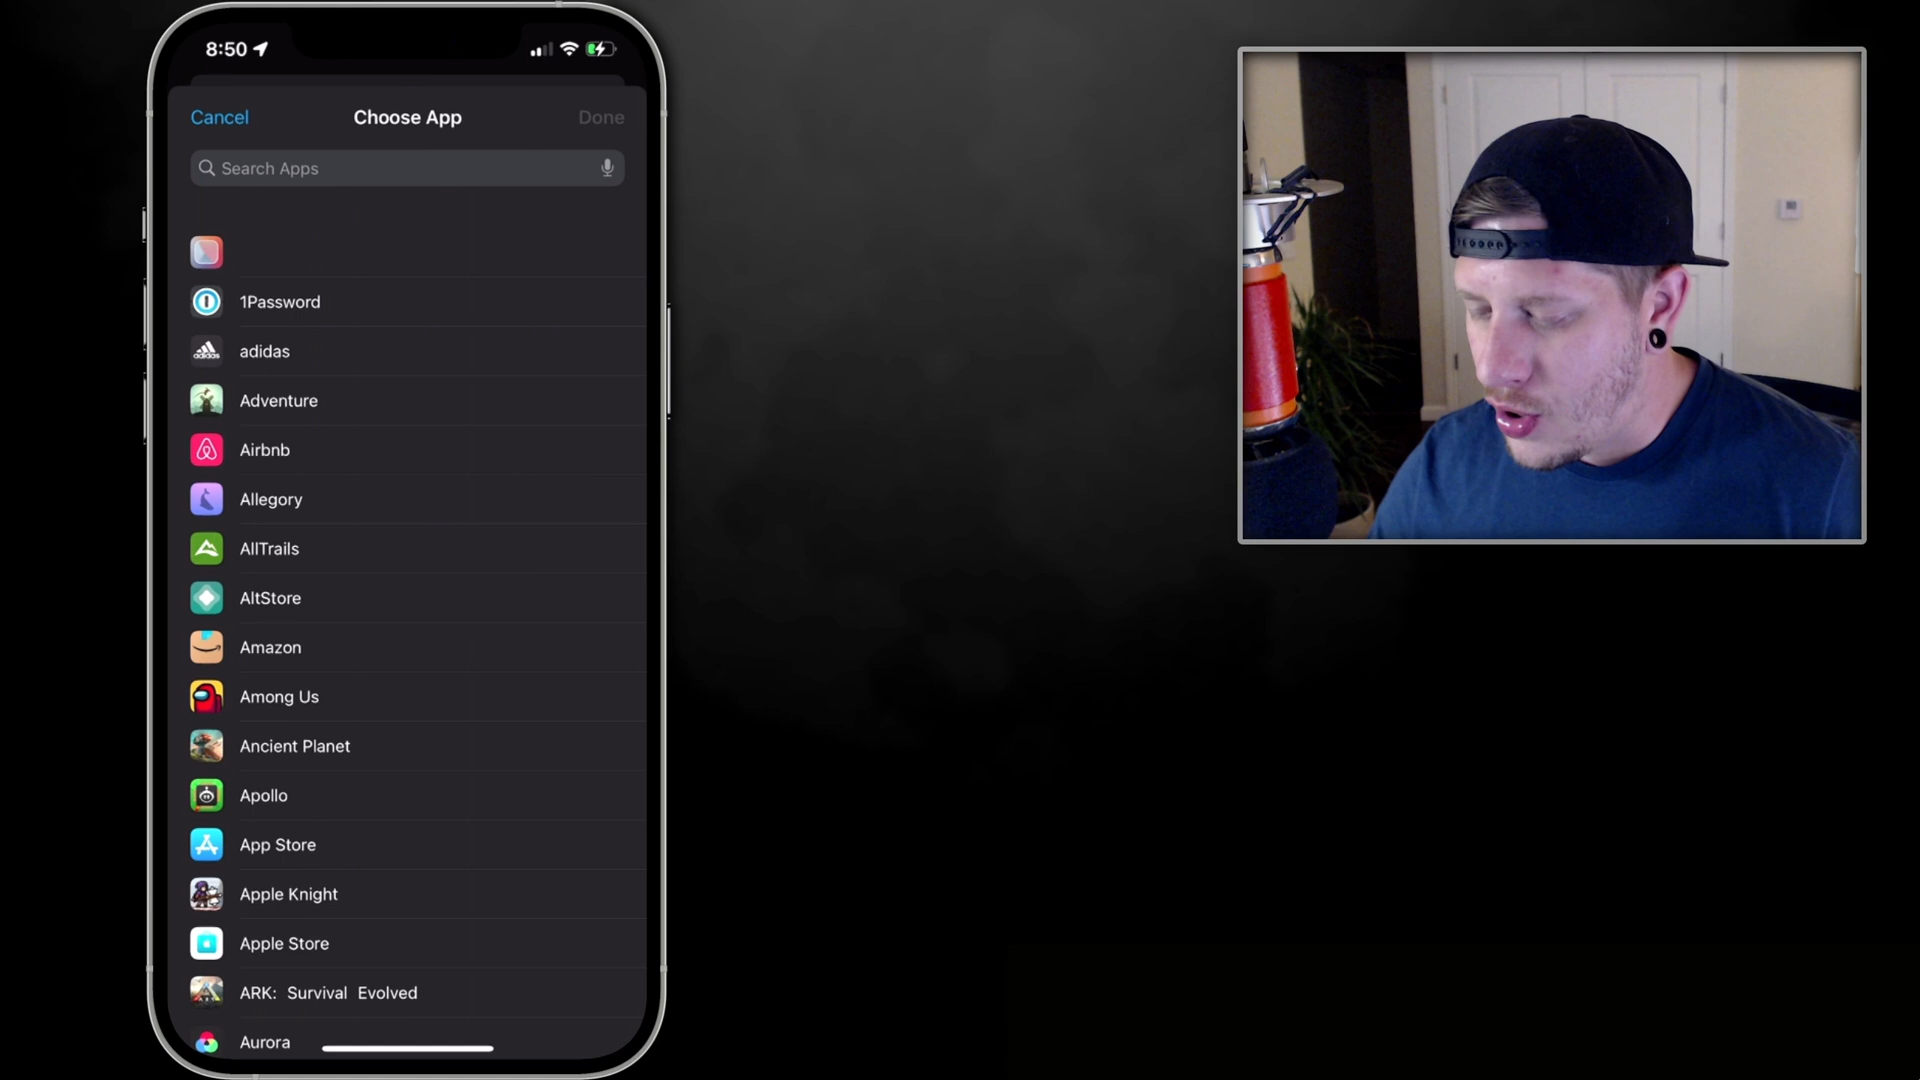 8:50
Cancel
Choose App
Done
Search Apps
1Password
adidas
adidas
Adventure
Airbnb
Allegory
AllTrails
AltStore
Amazon
Among Us
Ancient Planet
Apollo
App Store
Apple Knight
Apple Store
ARK: Survival Evolved
Aurora